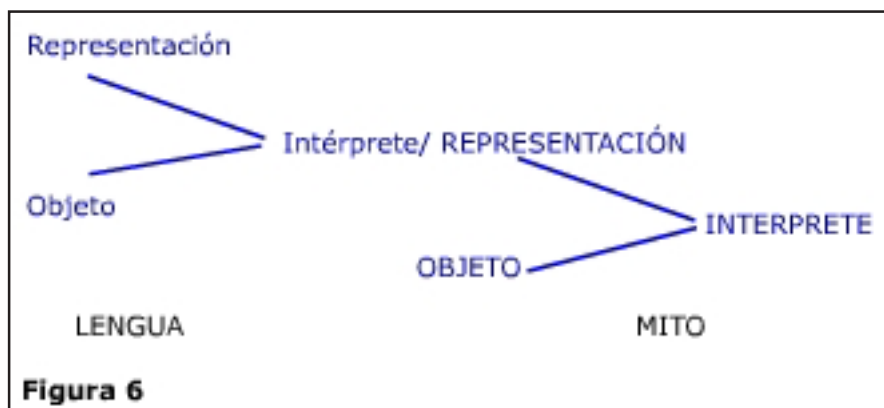 Representación
Intérprete/ REPRESENTACIÓN
Objeto
INTERPRETE
OBJETO
LENGUA
MITO
Figura 6